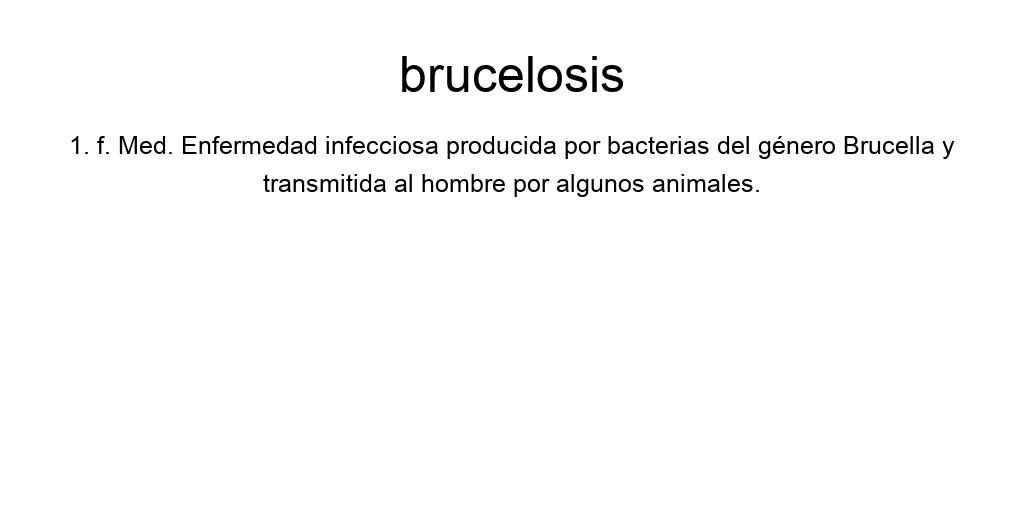 brucelosis
1. f. Med. Enfermedad infecciosa producida por bacterias del género Brucella y
transmitida al hombre por algunos animales.